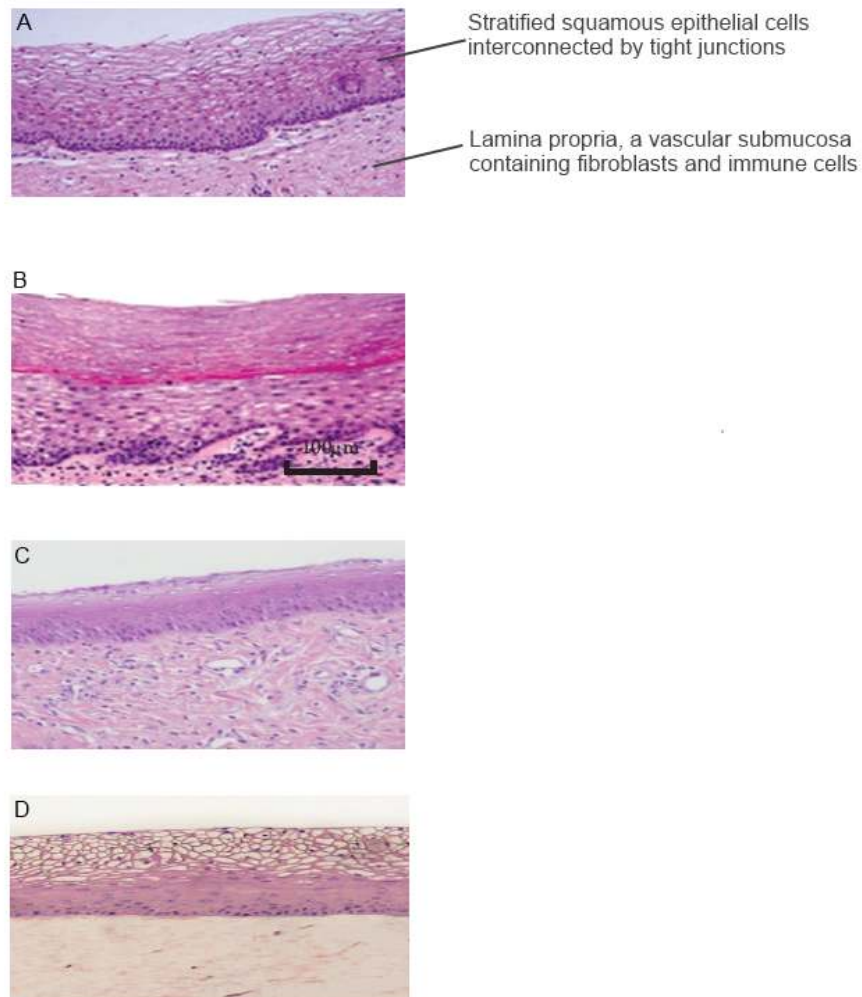 A
Stratified squamous epithelial cells
interconnected by tight junctions
Lamina propria, a vascular submucosa
containing fibroblasts and immune cells
B
100µm
C
D